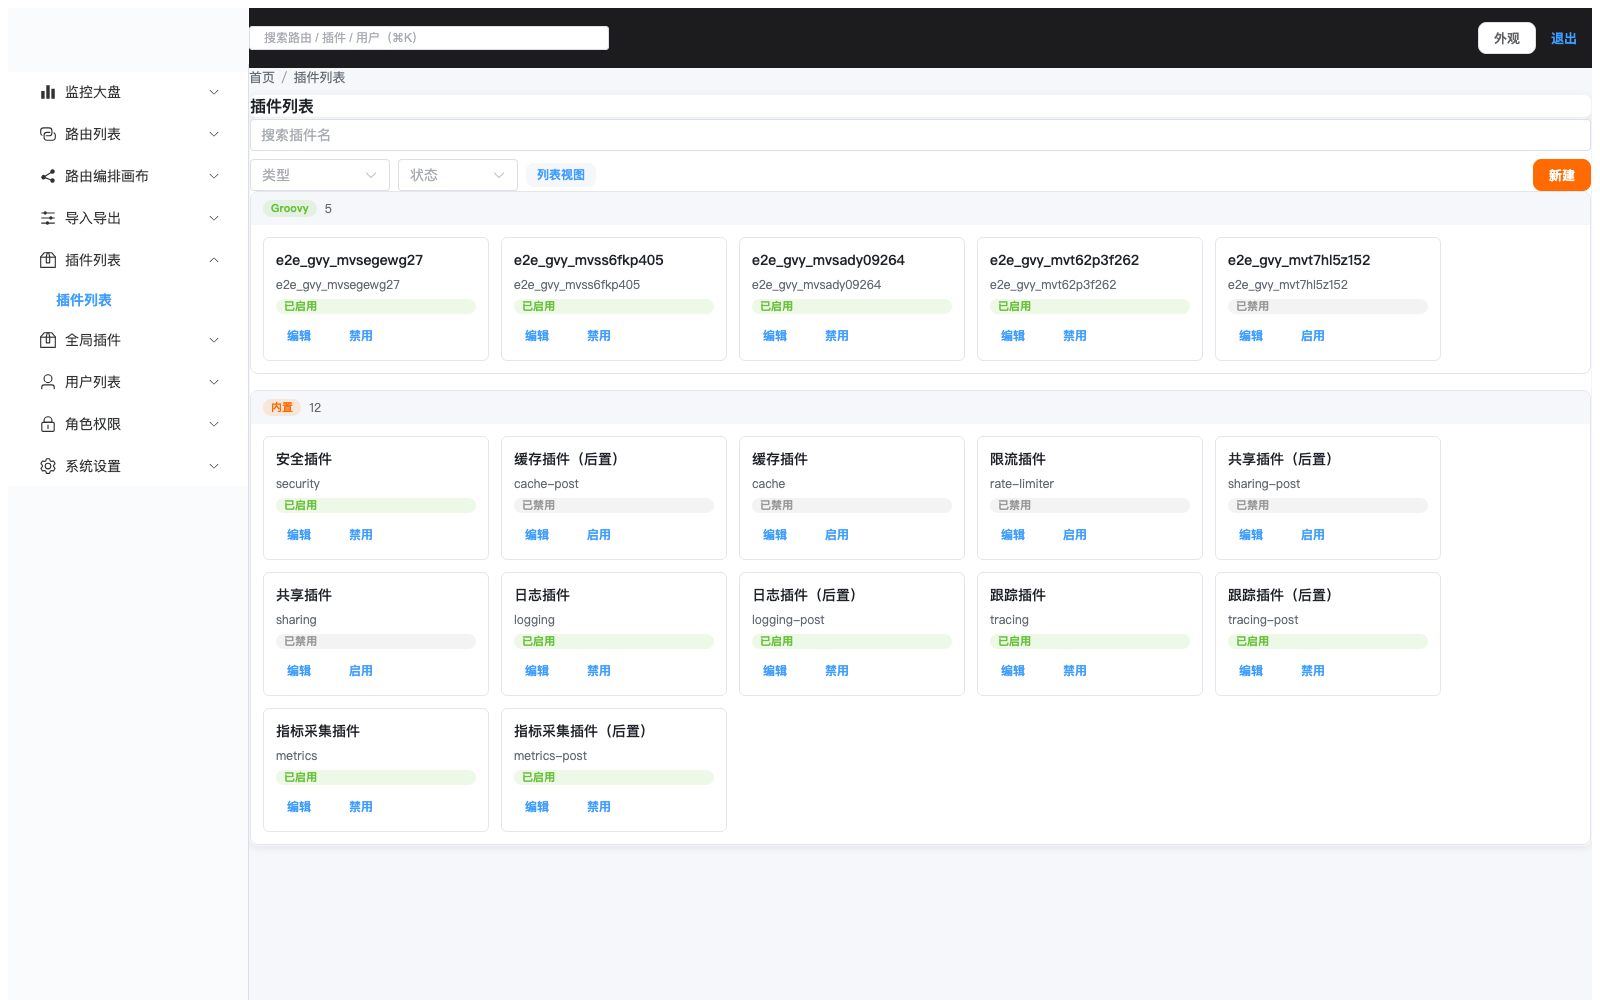 搜索路由 / 插件 / 用户（⌘K）
外观
退出
监控大盘
路由列表
路由编排画布
导入导出
插件列表
插件列表
全局插件
用户列表
角色权限
系统设置
首页 / 插件列表
插件列表
搜索插件名
类型
状态
列表视图
新建
Groovy 5
e2e_gvy_mvsegewg27
e2e_gvy_mvsegewg27
已启用
编辑 禁用
e2e_gvy_mvss6fkp405
e2e_gvy_mvss6fkp405
已启用
编辑 禁用
e2e_gvy_mvsady09264
e2e_gvy_mvsady09264
已启用
编辑 禁用
e2e_gvy_mvt62p3f262
e2e_gvy_mvt62p3f262
已启用
编辑 禁用
e2e_gvy_mvt7hl5z152
e2e_gvy_mvt7hl5z152
已禁用
编辑 启用
内置 12
安全插件
security
已启用
编辑 禁用
缓存插件（后置）
cache-post
已禁用
编辑 启用
缓存插件
cache
已禁用
编辑 启用
限流插件
rate-limiter
已禁用
编辑 启用
共享插件（后置）
sharing-post
已禁用
编辑 启用
共享插件
sharing
已禁用
编辑 启用
日志插件
logging
已启用
编辑 禁用
日志插件（后置）
logging-post
已启用
编辑 禁用
跟踪插件
tracing
已启用
编辑 禁用
跟踪插件（后置）
tracing-post
已启用
编辑 禁用
指标采集插件
metrics
已启用
编辑 禁用
指标采集插件（后置）
metrics-post
已启用
编辑 禁用